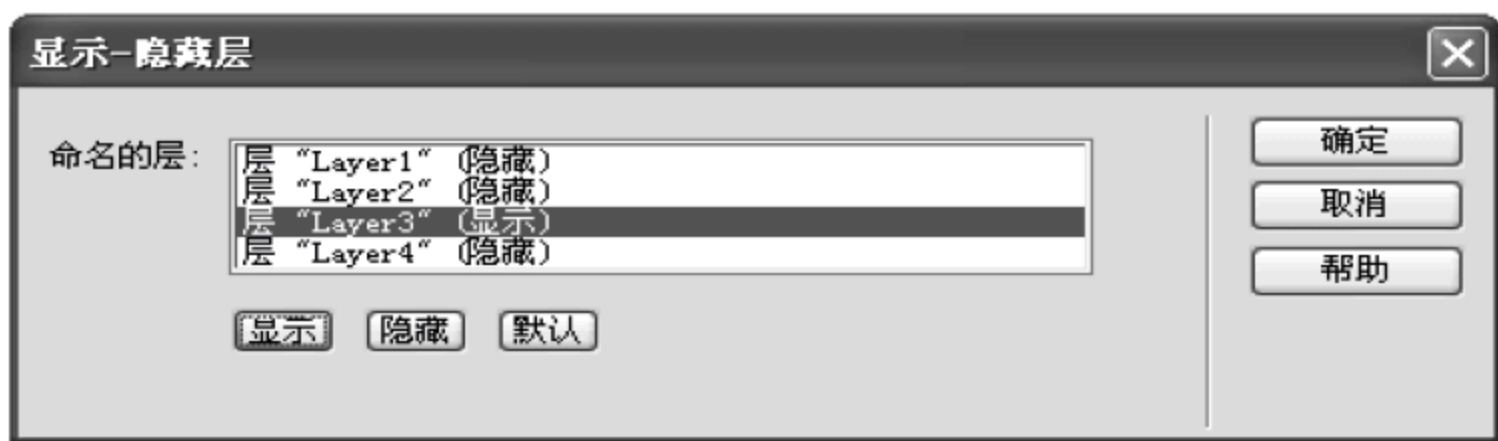 显示-隐藏层
命名的层:
层 "Layer1" (隐藏)
层 "Layer2" (隐藏)
层 "Layer3" (显示)
层 "Layer4" (隐藏)
显示 隐藏 默认
确定
取消
帮助